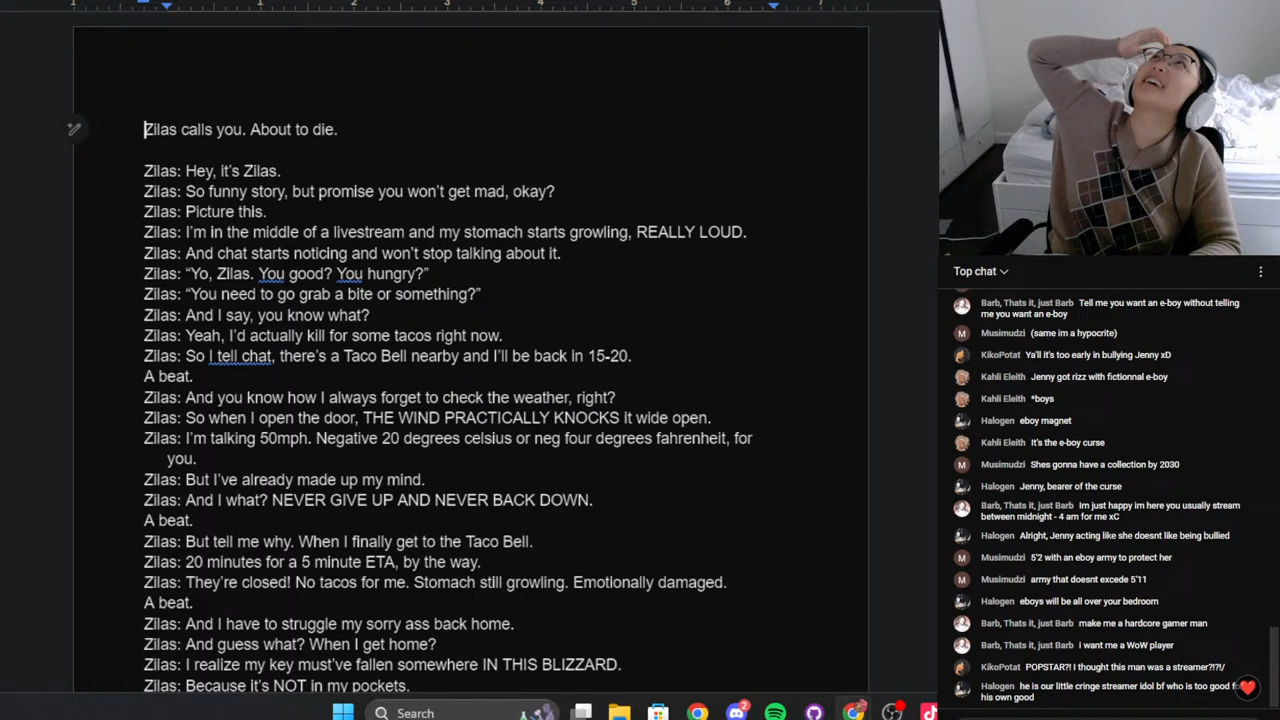 1 1 2 3 4 5 6 7
Zilas calls you. About to die.
Zilas: Hey, it's Zilas.
Zilas: So funny story, but promise you won't get mad, okay?
Zilas: Picture this.
Zilas: I'm in the middle of a livestream and my stomach starts growling, REALLY LOUD.
Zilas: And chat starts noticing and won't stop talking about it.
Zilas: “Yo, Zilas. You good? You hungry?”
Zilas: “You need to go grab a bite or something?”
Zilas: And I say, you know what?
Zilas: Yeah, I'd actually kill for some tacos right now.
Zilas: So I tell chat, there's a Taco Bell nearby and I'll be back in 15-20.
A beat.
Zilas: And you know how I always forget to check the weather, right?
Zilas: So when I open the door, THE WIND PRACTICALLY KNOCKS it wide open.
Zilas: I'm talking 50mph. Negative 20 degrees celsius or neg four degrees fahrenheit, for
you.
Zilas: But I've already made up my mind.
Zilas: And I what? NEVER GIVE UP AND NEVER BACK DOWN.
A beat.
Zilas: But tell me why. When I finally get to the Taco Bell.
Zilas: 20 minutes for a 5 minute ETA, by the way.
Zilas: They're closed! No tacos for me. Stomach still growling. Emotionally damaged.
A beat.
Zilas: And I have to struggle my sorry ass back home.
Zilas: And guess what? When I get home?
Zilas: I realize my key must've fallen somewhere IN THIS BLIZZARD.
Zilas: Because it's NOT in my pockets.
Search
2
Top chat
Barb, Thats it, just Barb Tell me you want an e-boy without telling
me you want an e-boy
M Musimudzi (same im a hypocrite)
KikoPotat Ya'll it's too early in bullying Jenny xD
Kahli Eleith Jenny got rizz with fictionnal e-boy
Kahli Eleith *boys
Halogen eboy magnet
Kahli Eleith It's the e-boy curse
M Musimudzi Shes gonna have a collection by 2030
Halogen Jenny, bearer of the curse
Barb, Thats it, just Barb Im just happy im here you usually stream
between midnight - 4 am for me xC
Halogen Alright, Jenny acting like she doesnt like being bullied
M Musimudzi 5'2 with an eboy army to protect her
M Musimudzi army that doesnt excede 5'11
Halogen eboys will be all over your bedroom
Barb, Thats it, just Barb make me a hardcore gamer man
Barb, Thats it, just Barb i want me a WoW player
KikoPotat POPSTAR?! I thought this man was a streamer?!?!/
Halogen he is our little cringe streamer idol bf who is too good f
his own good